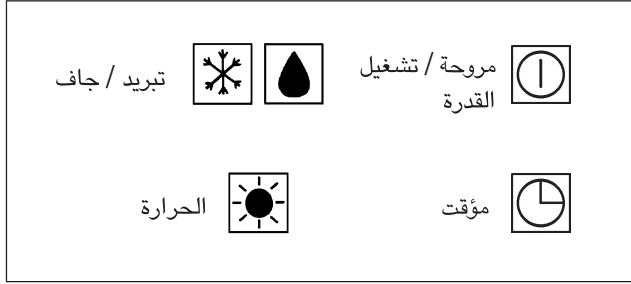 مروحة / تشغيل
القدرة
تبريد / جاف
مؤقت
الحرارة